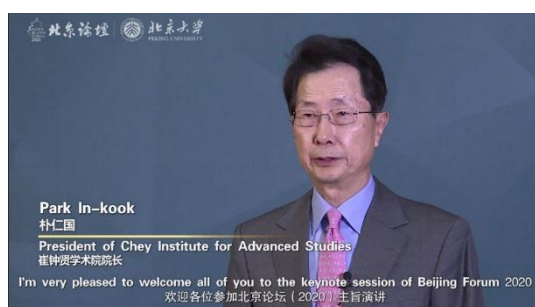 北京论坛 北京大学
PEKING UNIVERSITY
Park In-kook
朴仁国
President of Chey Institute for Advanced Studies
崔钟贤学术院院长
I'm very pleased to welcome all of you to the keynote session of Beijing Forum 2020
欢迎各位参加北京论坛（2020）主旨演讲